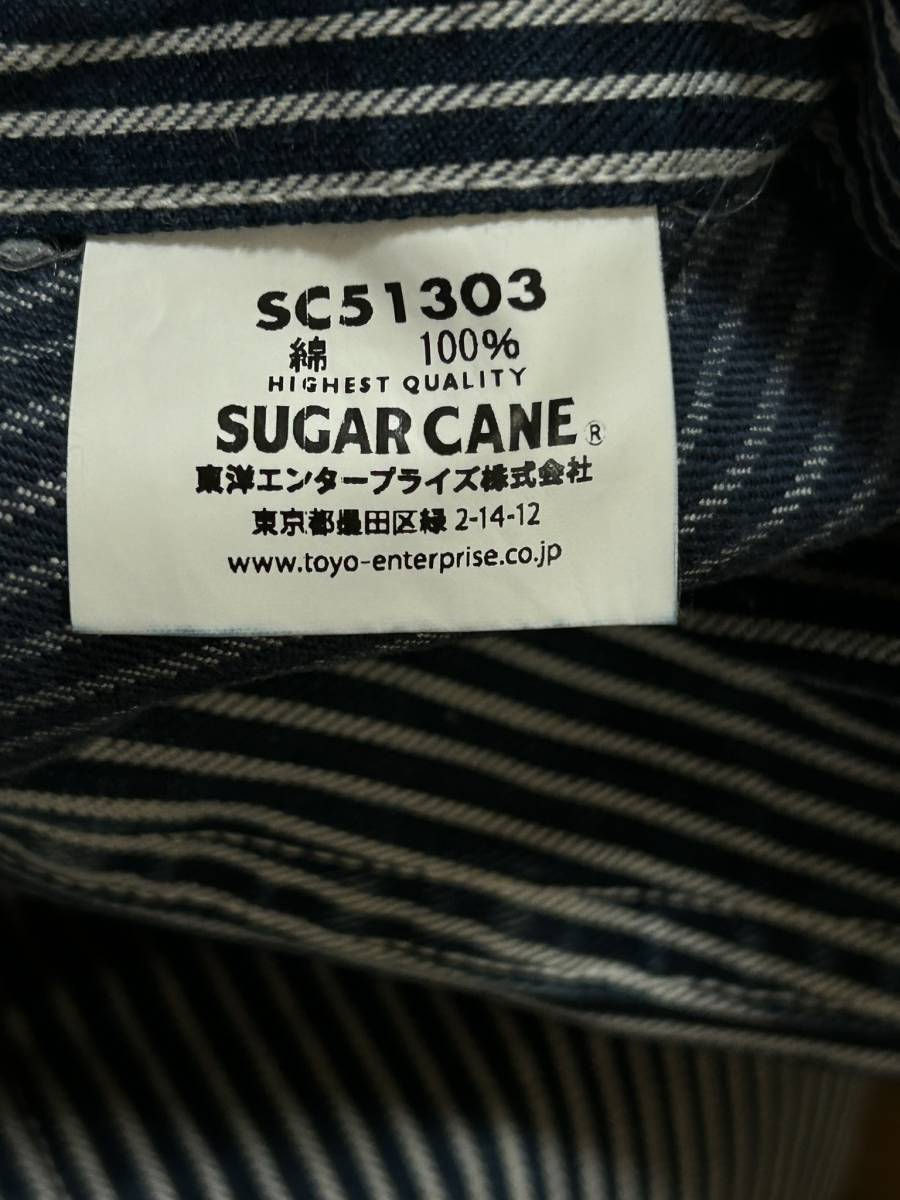 SC51303
綿 100%
HIGHEST QUALITY
SUGAR CANE®
東洋エンタープライズ株式会社
東京都墨田区緑 2-14-12
www.toyo-enterprise.co.jp